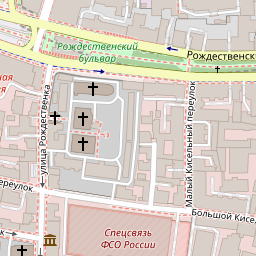 Рождественский
бульвар
Рождественск
улица Рождественка
Малый Кисельный переулок
переулок
Большой Кисе
Спецсвязь
ФСО России